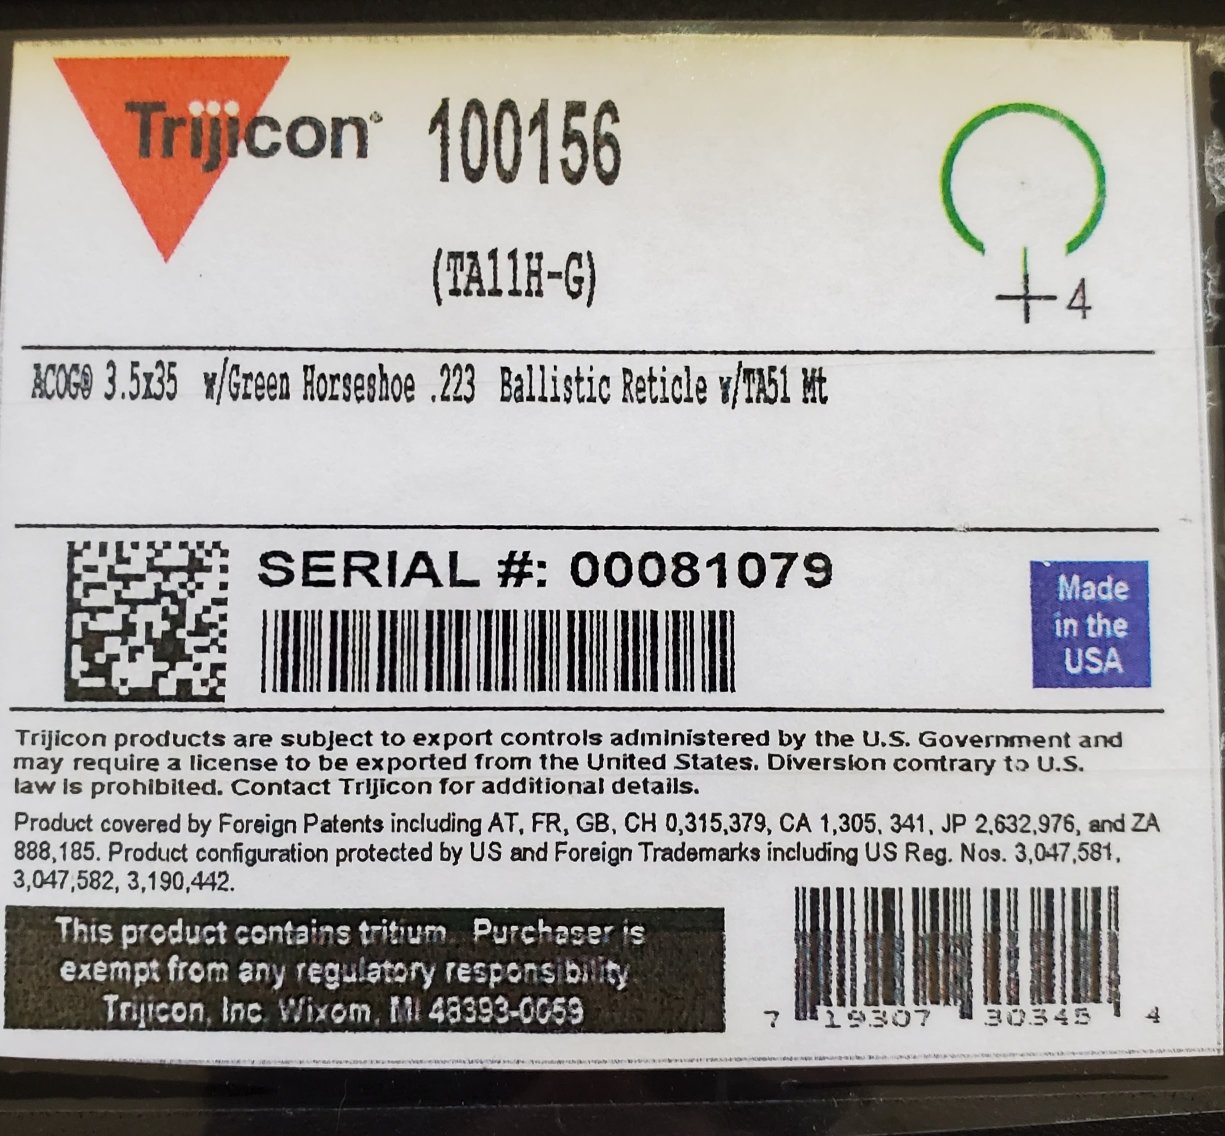 Trijicon® 100156
(TA11H-G)
4
ACOG® 3.5x35 w/Green Horseshoe .223 Ballistic Reticle w/TA51 Mt
SERIAL #: 00081079
Made
in the
USA
Trijicon products are subject to export controls administered by the U.S. Government and
may require a license to be exported from the United States. Diversion contrary to U.S.
law is prohibited. Contact Trijicon for additional details.
Product covered by Foreign Patents including AT, FR, GB, CH 0,315,379, CA 1,305, 341, JP 2,632,976, and ZA
888,185. Product configuration protected by US and Foreign Trademarks including US Reg. Nos. 3,047,581,
3,047,582, 3,190,442.
This product contains tritium. Purchaser is
exempt from any regulatory responsibility
Trijicon, Inc. Wixom, MI 48393-0059
7 19307 30345 4